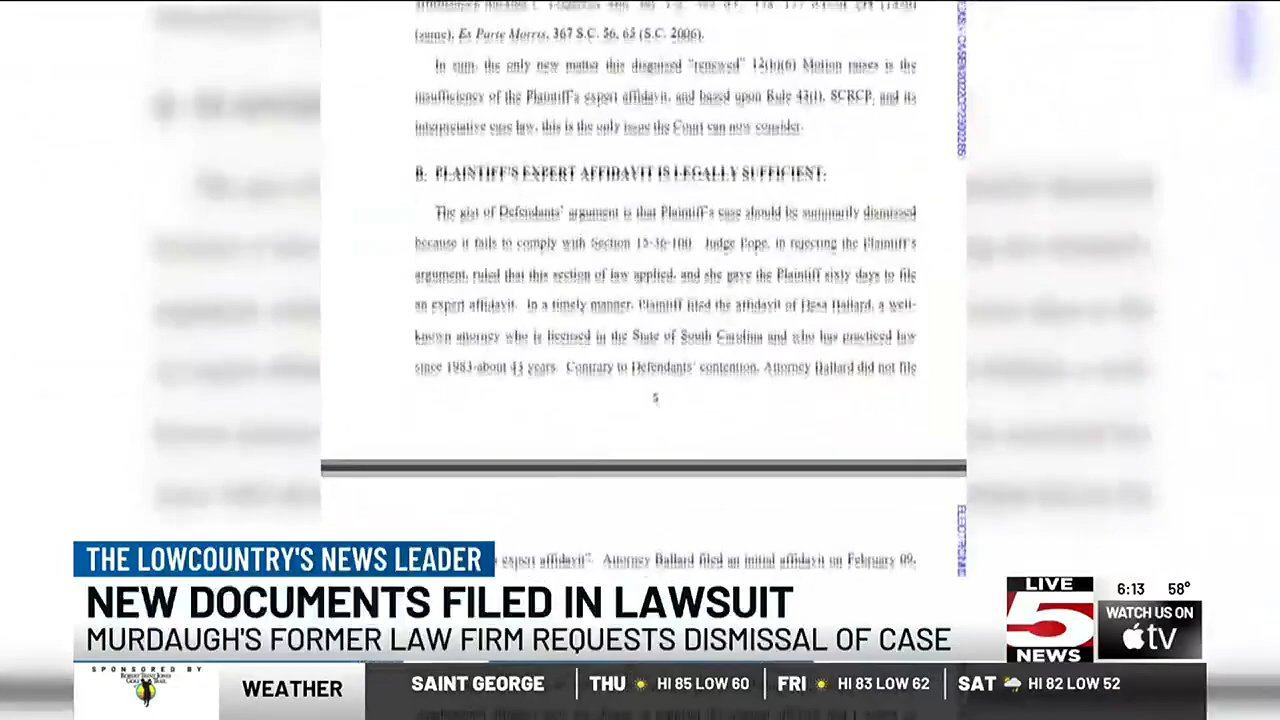 (same), Ex Parte Morris, 367 S.C. 56, 65 (S.C. 2006).
In sum, the only new matter this disguised "renewed" 12(b)(6) Motion raises is the
insufficiency of the Plaintiff's expert affidavit, and based upon Rule 43(l), SCRCP, and its
interpretative case law, this is the only issue the Court can now consider.
B. PLAINTIFF'S EXPERT AFFIDAVIT IS LEGALLY SUFFICIENT:
The gist of Defendants' argument is that Plaintiff's case should be summarily dismissed
because it fails to comply with Section 15-36-100. Judge Pope, in rejecting the Plaintiff's
argument, ruled that this section of law applied, and she gave the Plaintiff sixty days to file
an expert affidavit. In a timely manner, Plaintiff filed the affidavit of Desa Ballard, a well-
known attorney who is licensed in the State of South Carolina and who has practiced law
since 1983-about 43 years. Contrary to Defendants' contention, Attorney Ballard did not file
5
expert affidavit". Attorney Ballard filed an initial affidavit on February 09,
THE LOWCOUNTRY'S NEWS LEADER
NEW DOCUMENTS FILED IN LAWSUIT
MURDAUGH'S FORMER LAW FIRM REQUESTS DISMISSAL OF CASE
LIVE
5
NEWS
6:13 58°
WATCH US ON
tv
SPONSORED BY
WEATHER
SAINT GEORGE
THU HI 85 LOW 60
FRI HI 83 LOW 62
SAT HI 82 LOW 52